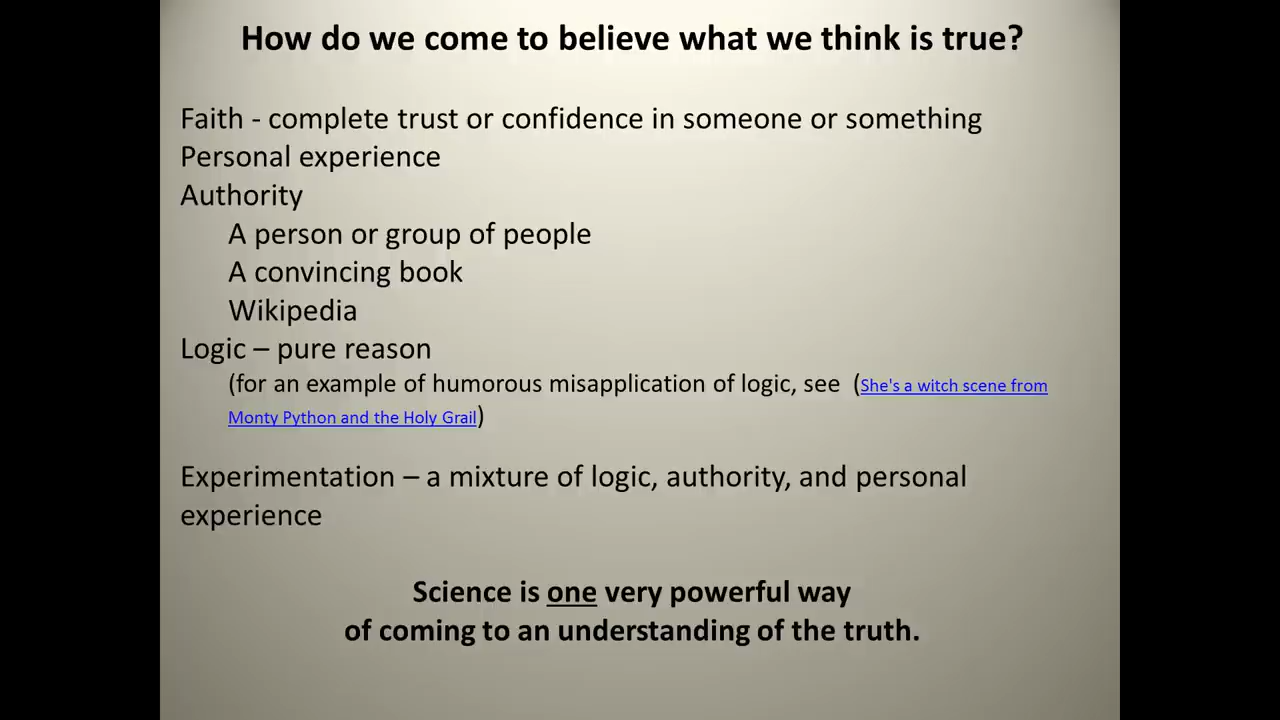 How do we come to believe what we think is true?
Faith - complete trust or confidence in someone or something
Personal experience
Authority
A person or group of people
A convincing book
Wikipedia
Logic – pure reason
(for an example of humorous misapplication of logic, see  (She's a witch scene from
Monty Python and the Holy Grail)
Experimentation – a mixture of logic, authority, and personal
experience
Science is one very powerful way
of coming to an understanding of the truth.